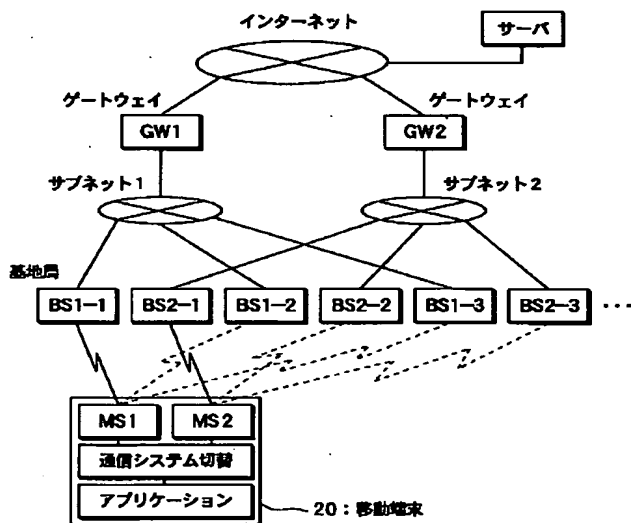 インターネット
サーバ
ゲートウェイ
ゲートウェイ
GW1
GW2
サブネット1
サブネット2
基地局
BS1—1
BS2—1
BS1—2
BS2—2
BS1—3
BS2—3
・・・
MS1
MS2
通信システム切替
アプリケーション
20：移動端末